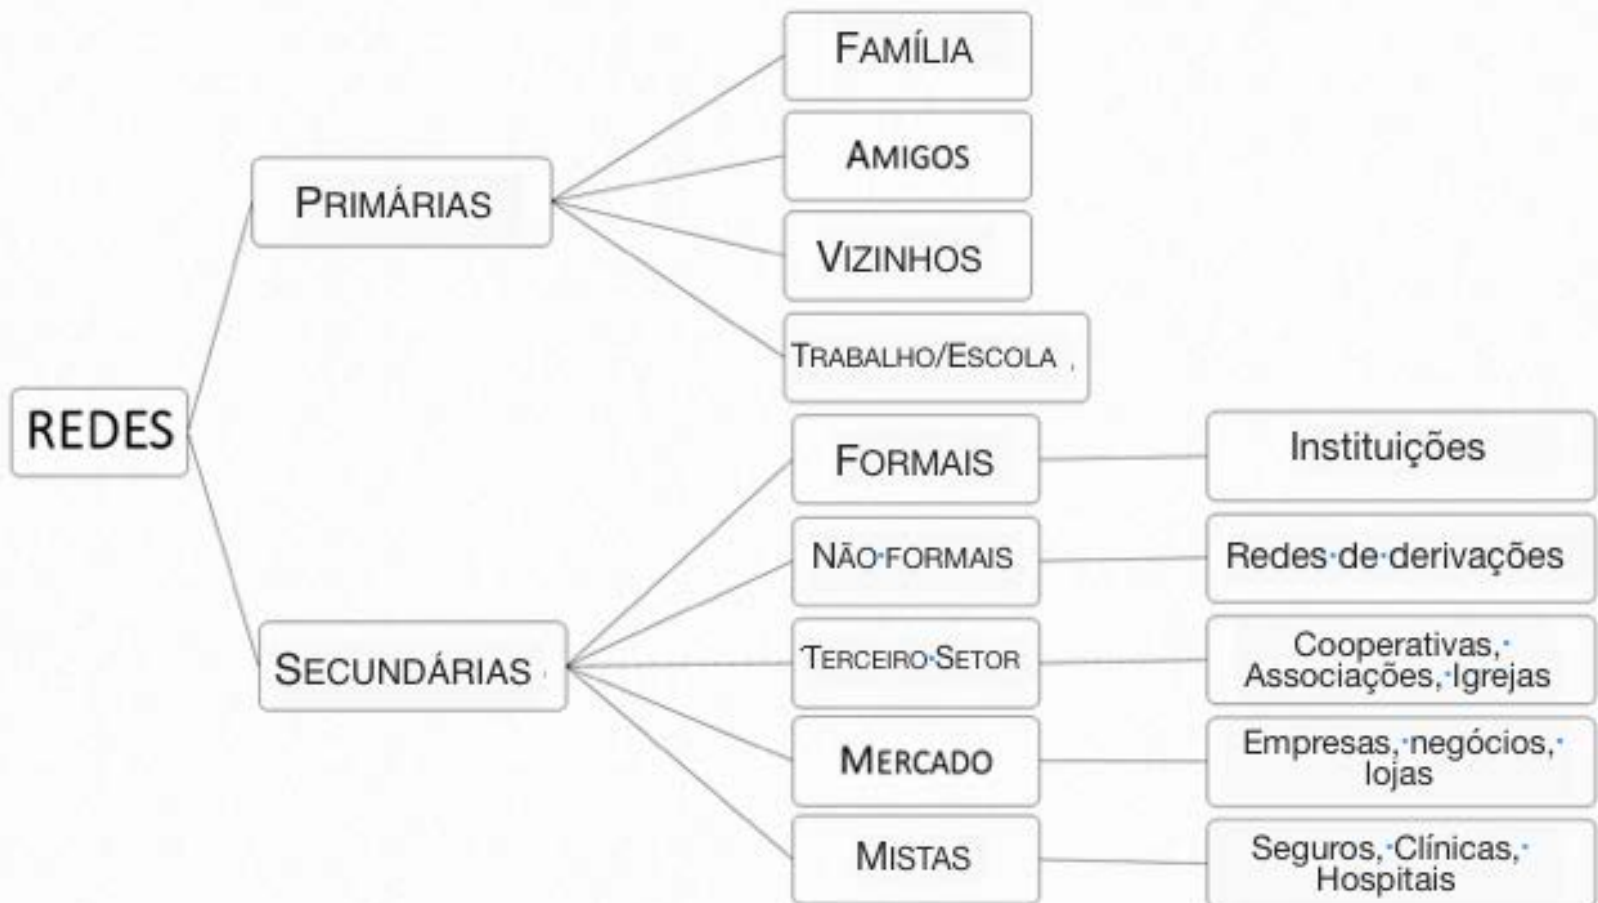 REDES
PRIMÁRIAS
FAMÍLIA
AMIGOS
VIZINHOS
TRABALHO/ESCOLA
SECUNDÁRIAS
FORMAIS
Instituições
NÃO FORMAIS
Redes de derivações
TERCEIRO SETOR
Cooperativas,
Associações, Igrejas
MERCADO
Empresas, negócios,
lojas
MISTAS
Seguros, Clínicas,
Hospitais